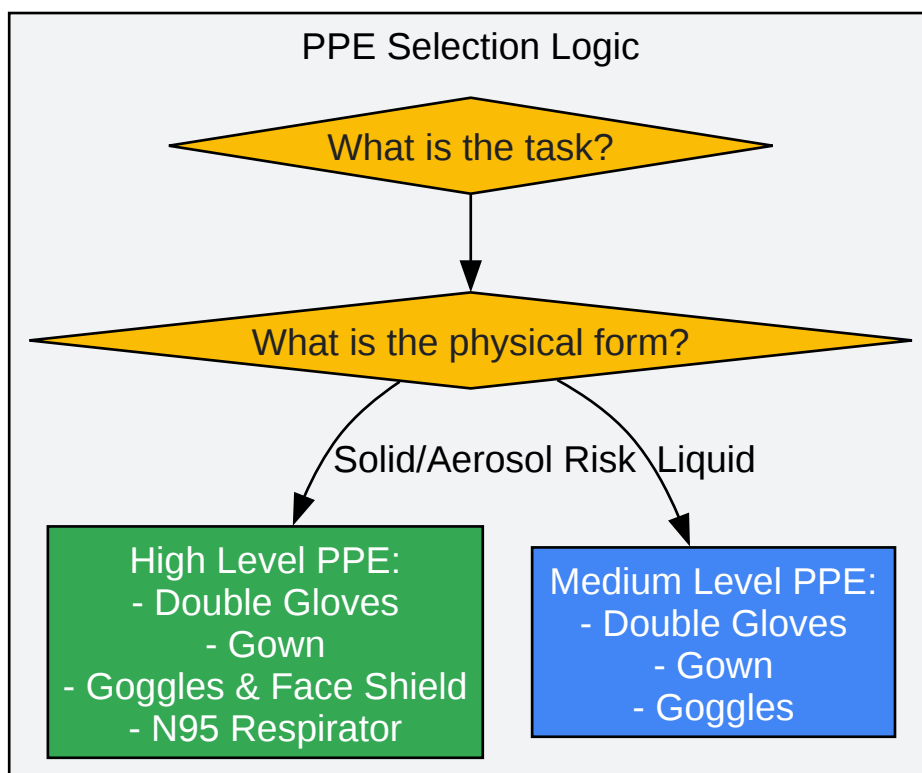 PPE Selection Logic
What is the task?
What is the physical form?
Solid/Aerosol Risk
Liquid
High Level PPE:
- Double Gloves
- Gown
- Goggles & Face Shield
- N95 Respirator
Medium Level PPE:
- Double Gloves
- Gown
- Goggles